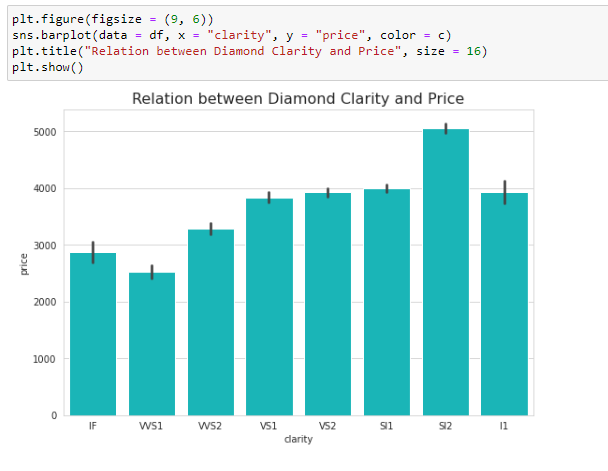 plt.figure(figsize = (9, 6))
sns.barplot(data = df, x = "clarity", y = "price", color = c)
plt.title("Relation between Diamond Clarity and Price", size = 16)
plt.show()
Relation between Diamond Clarity and Price
5000
4000
3000
2000
1000
0
price
IF VVS1 VVS2 VS1 VS2 SI1 SI2 I1
clarity